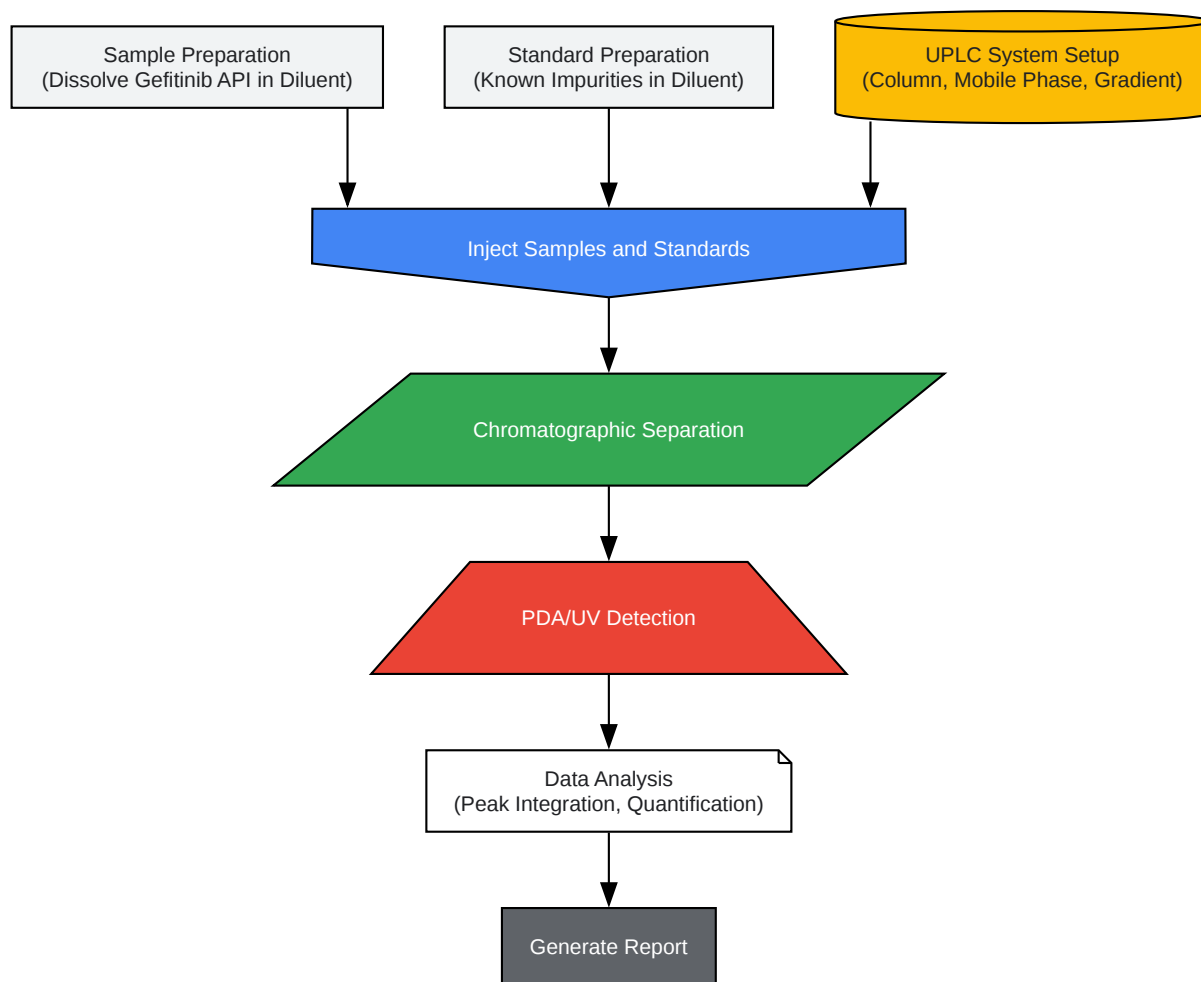 Sample Preparation
(Dissolve Gefitinib API in Diluent)
Standard Preparation
(Known Impurities in Diluent)
UPLC System Setup
(Column, Mobile Phase, Gradient)
Inject Samples and Standards
Chromatographic Separation
PDA/UV Detection
Data Analysis
(Peak Integration, Quantification)
Generate Report